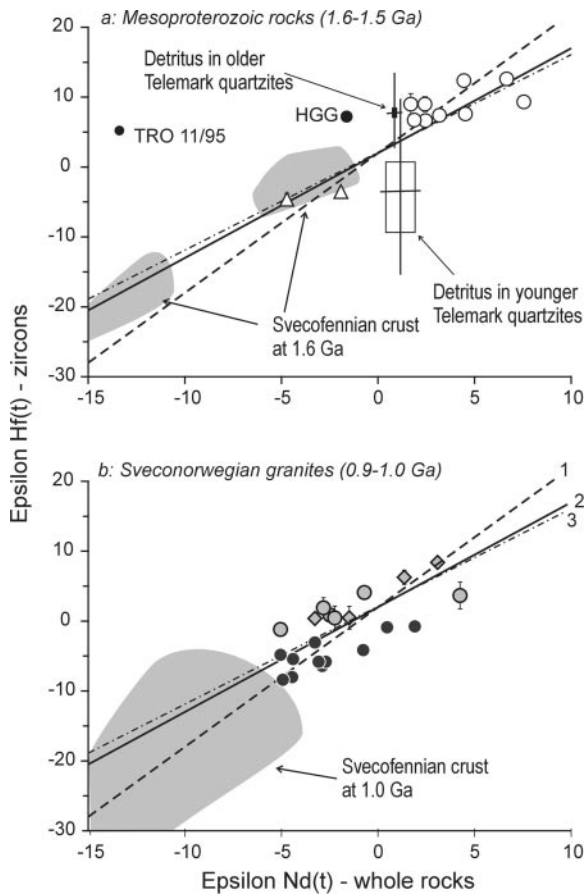 a: Mesoproterozoic rocks (1.6-1.5 Ga)
20
10
0
-10
-20
-30
Detritus in older
Telemark quartzites
HGG
TRO 11/95
Detritus in younger
Telemark quartzites
Svecofennian crust
at 1.6 Ga
-15
-10
-5
0
5
10
Epsilon Hf(t) - zircons
b: Sveconorwegian granites (0.9-1.0 Ga)
20
10
0
-10
-20
-30
1
2
3
Svecofennian crust
at 1.0 Ga
-15
-10
-5
0
5
10
Epsilon Nd(t) - whole rocks